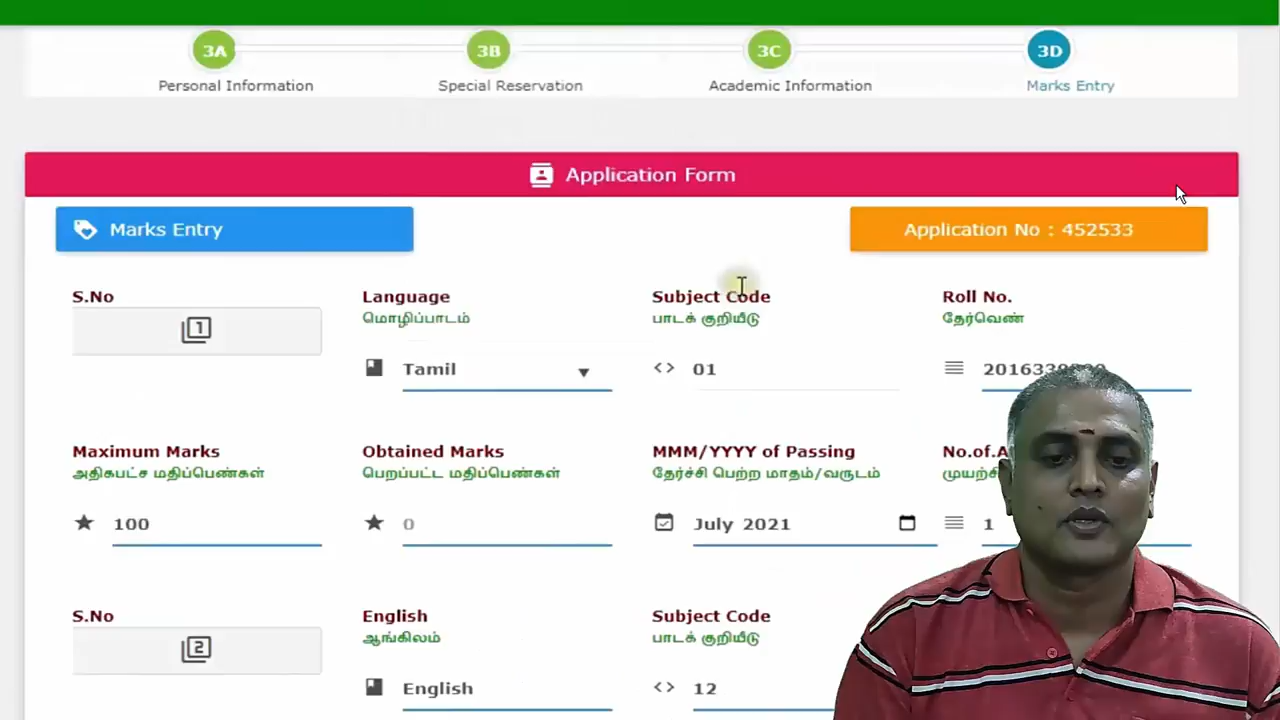 3A 3B 3C 3D
Personal Information Special Reservation Academic Information Marks Entry
Application Form
Marks Entry Application No : 452533
S.No Language Subject Code Roll No.
மொழிப்பாடம் பாடக் குறியீடு தேர்வெண்
1
Tamil <> 01
Maximum Marks Obtained Marks MMM/YYYY of Passing
அதிகபட்ச மதிப்பெண்கள் பெறப்பட்ட மதிப்பெண்கள் தேர்ச்சி பெற்ற மாதம்/வருடம்
100 0 July 2021 1
S.No English Subject Code
ஆங்கிலம் பாடக் குறியீடு
2
English <> 12